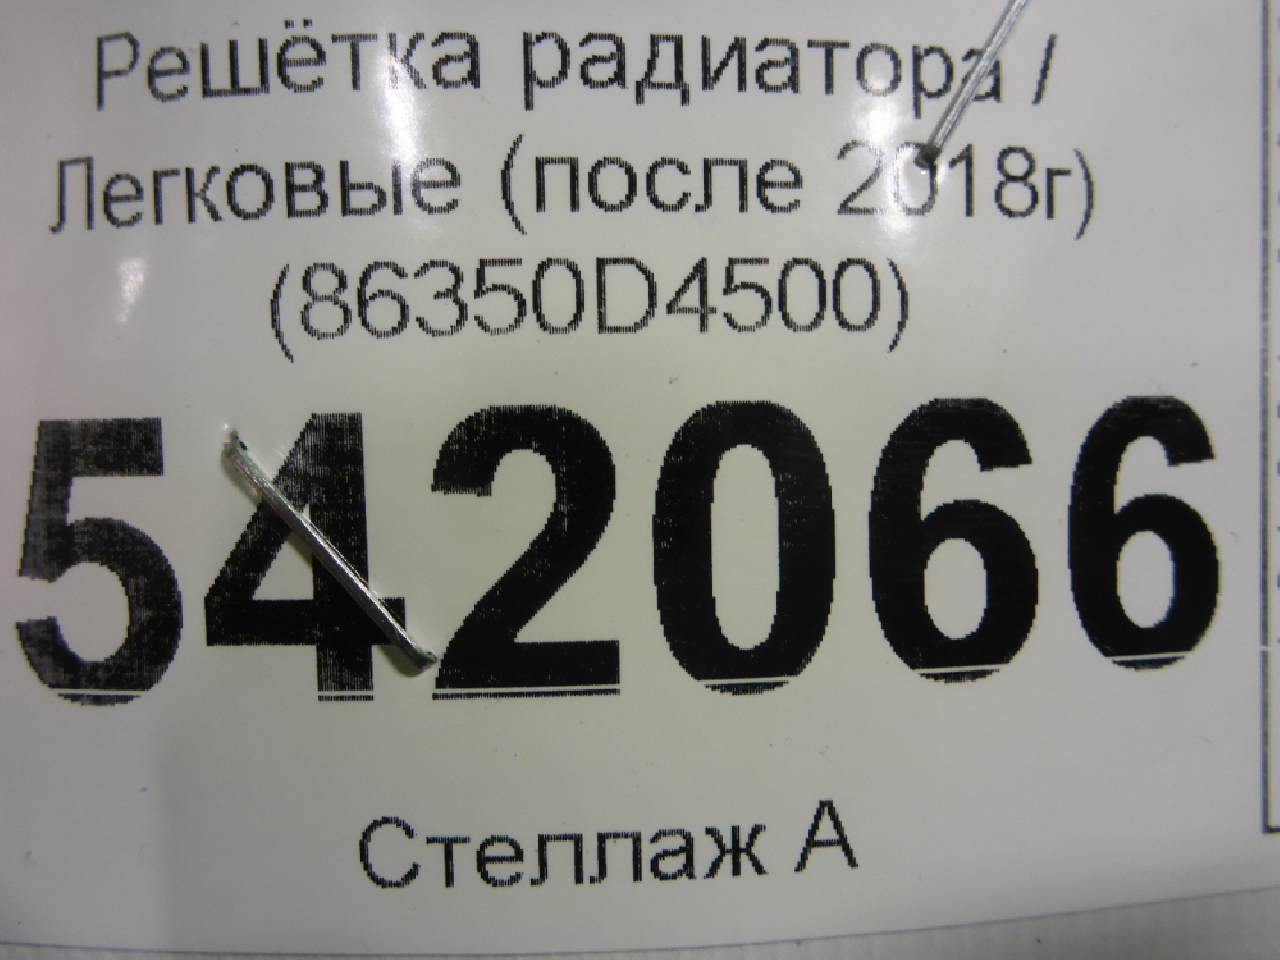 Решётка радиатора /
Легковые (после 2018г)
(86350D4500)
542066
Стеллаж А